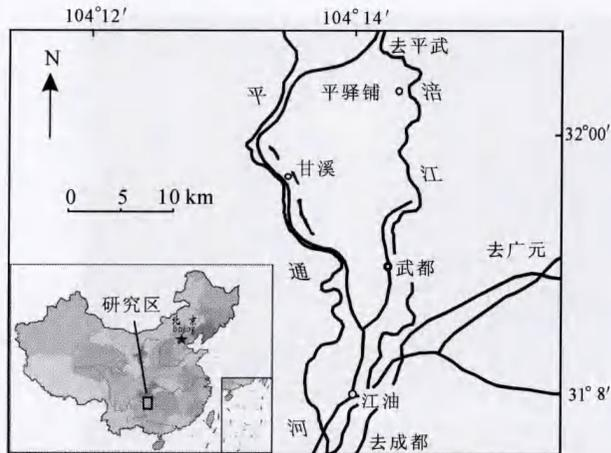 104°12′
104°14′
去平武
N
平
平驿铺
涪
32°00′
甘溪
0 5 10 km
江
去广元
通
武都
研究区
北京
江油
31°8′
河
去成都